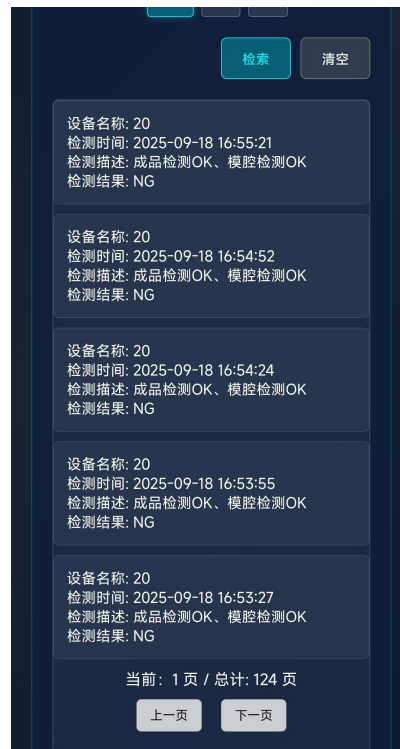 检索
清空
设备名称: 20
检测时间: 2025-09-18 16:55:21
检测描述: 成品检测OK、模腔检测OK
检测结果: NG
设备名称: 20
检测时间: 2025-09-18 16:54:52
检测描述: 成品检测OK、模腔检测OK
检测结果: NG
设备名称: 20
检测时间: 2025-09-18 16:54:24
检测描述: 成品检测OK、模腔检测OK
检测结果: NG
设备名称: 20
检测时间: 2025-09-18 16:53:55
检测描述: 成品检测OK、模腔检测OK
检测结果: NG
设备名称: 20
检测时间: 2025-09-18 16:53:27
检测描述: 成品检测OK、模腔检测OK
检测结果: NG
当前: 1 页 / 总计: 124 页
上一页
下一页